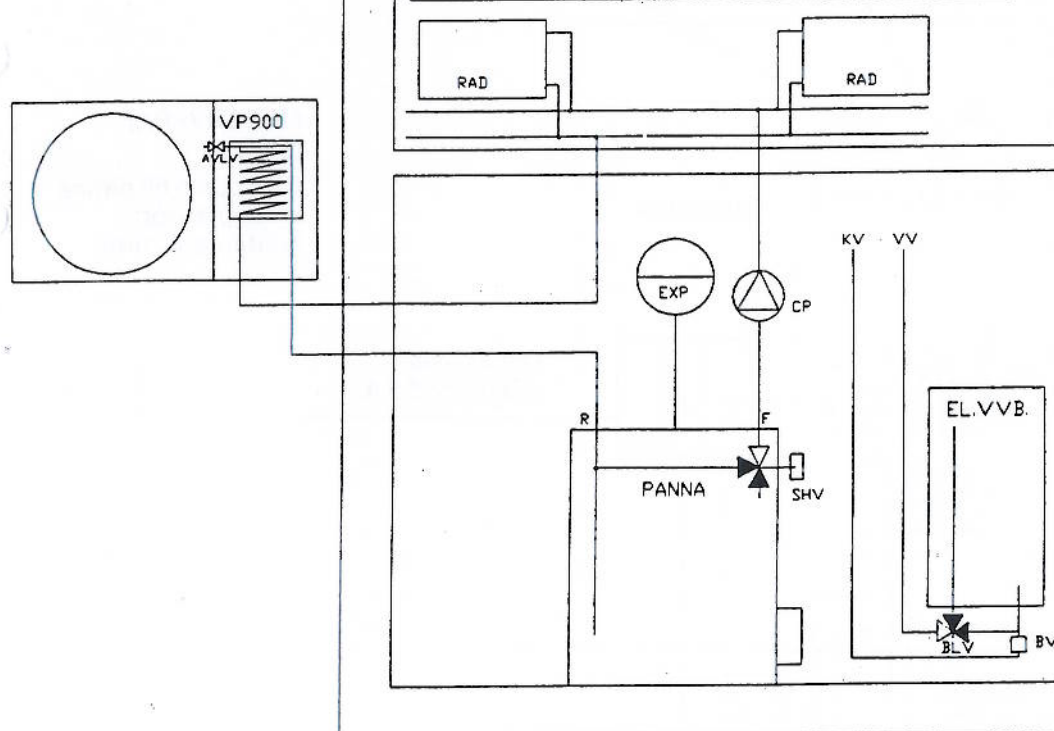 RAD
RAD
VP900
AVLV
KV VV
EXP
CP
EL.VVB.
R
F
PANNA
SHV
BLV
BV